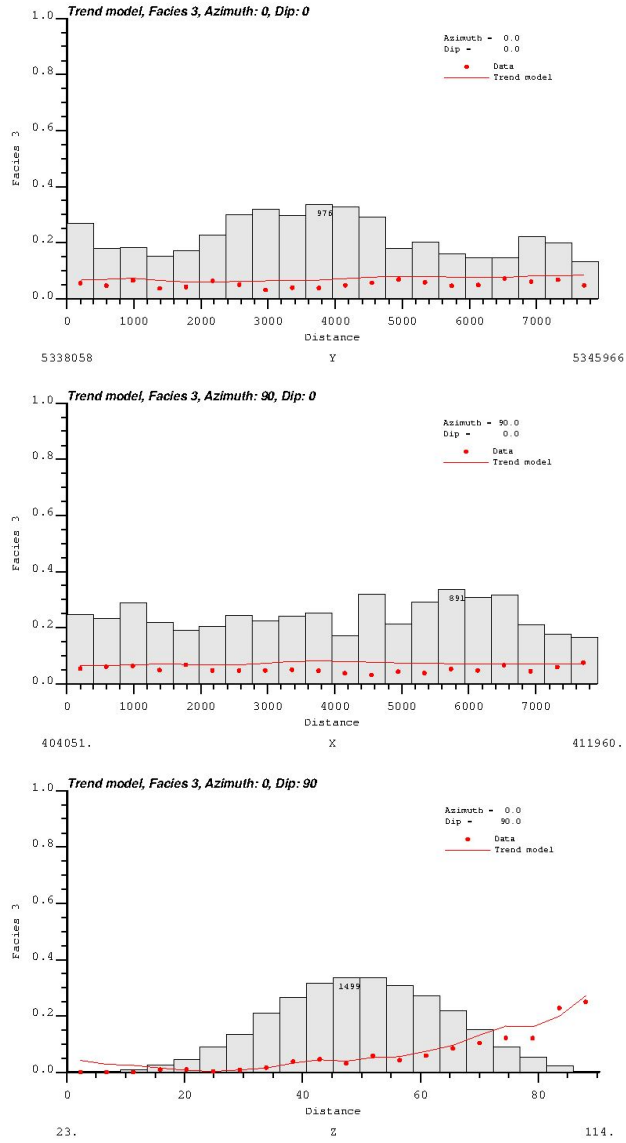 Trend model, Facies 3, Azimuth: 0, Dip: 0
1.0
Azimuth = 0.0
Dip = 0.0
Data
Trend model
0.8
0.6
Facies 3
0.4
976
0.2
0.0
0 1000 2000 3000 4000 5000 6000 7000
Distance
5338058 Y 5345966
Trend model, Facies 3, Azimuth: 90, Dip: 0
1.0
Azimuth = 90.0
Dip = 0.0
Data
Trend model
0.8
0.6
Facies 3
0.4
891
0.2
0.0
0 1000 2000 3000 4000 5000 6000 7000
Distance
404051. X 411960.
Trend model, Facies 3, Azimuth: 0, Dip: 90
1.0
Azimuth = 0.0
Dip = 90.0
Data
Trend model
0.8
0.6
Facies 3
0.4
1499
0.2
0.0
0 20 40 60 80
Distance
23. Z 114.